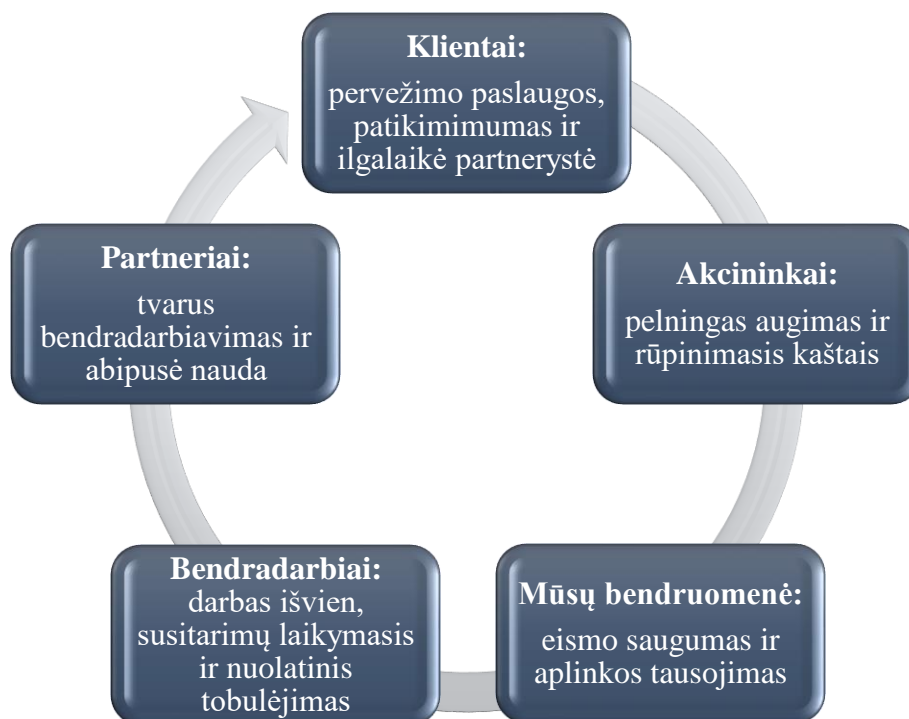 Klientai:
pervežimo paslaugos,
patikimimumas ir
ilgalaikė partnerystė
Akcininkai:
pelningas augimas ir
rūpinimasis kaštais
Mūsų bendruomenė:
eismo saugumas ir
aplinkos tausojimas
Bendradarbiai:
darbas išvien,
susitarimų laikymasis
ir nuolatinis
tobulėjimas
Partneriai:
tvarus
bendradarbiavimas ir
abipusė nauda